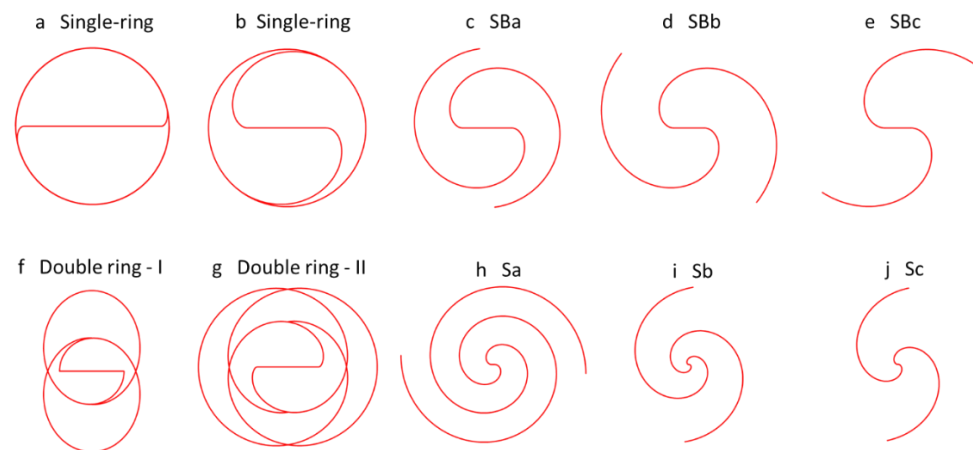 a Single-ring
b Single-ring
c SBa
d SBb
e SBc
f Double ring - I
g Double ring - II
h Sa
i Sb
j Sc